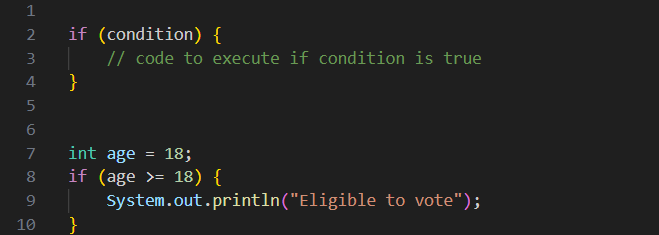 1
2 if (condition) {
3     // code to execute if condition is true
4 }
5
6
7 int age = 18;
8 if (age >= 18) {
9     System.out.println("Eligible to vote");
10 }